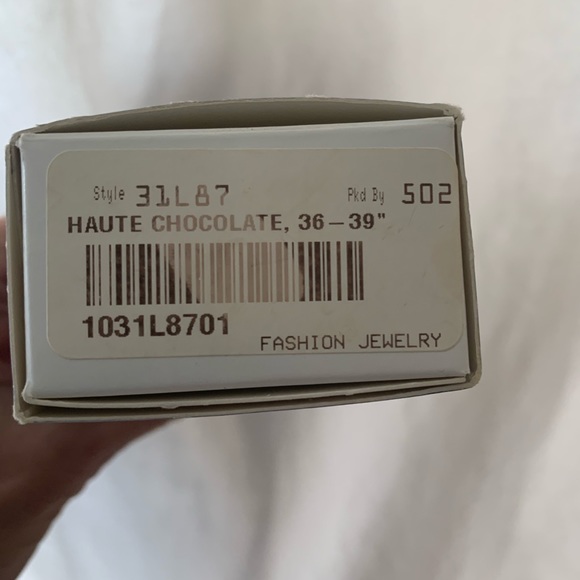 Style 31L87 Pkd By 502
HAUTE CHOCOLATE, 36-39"
1031L8701
FASHION JEWELRY